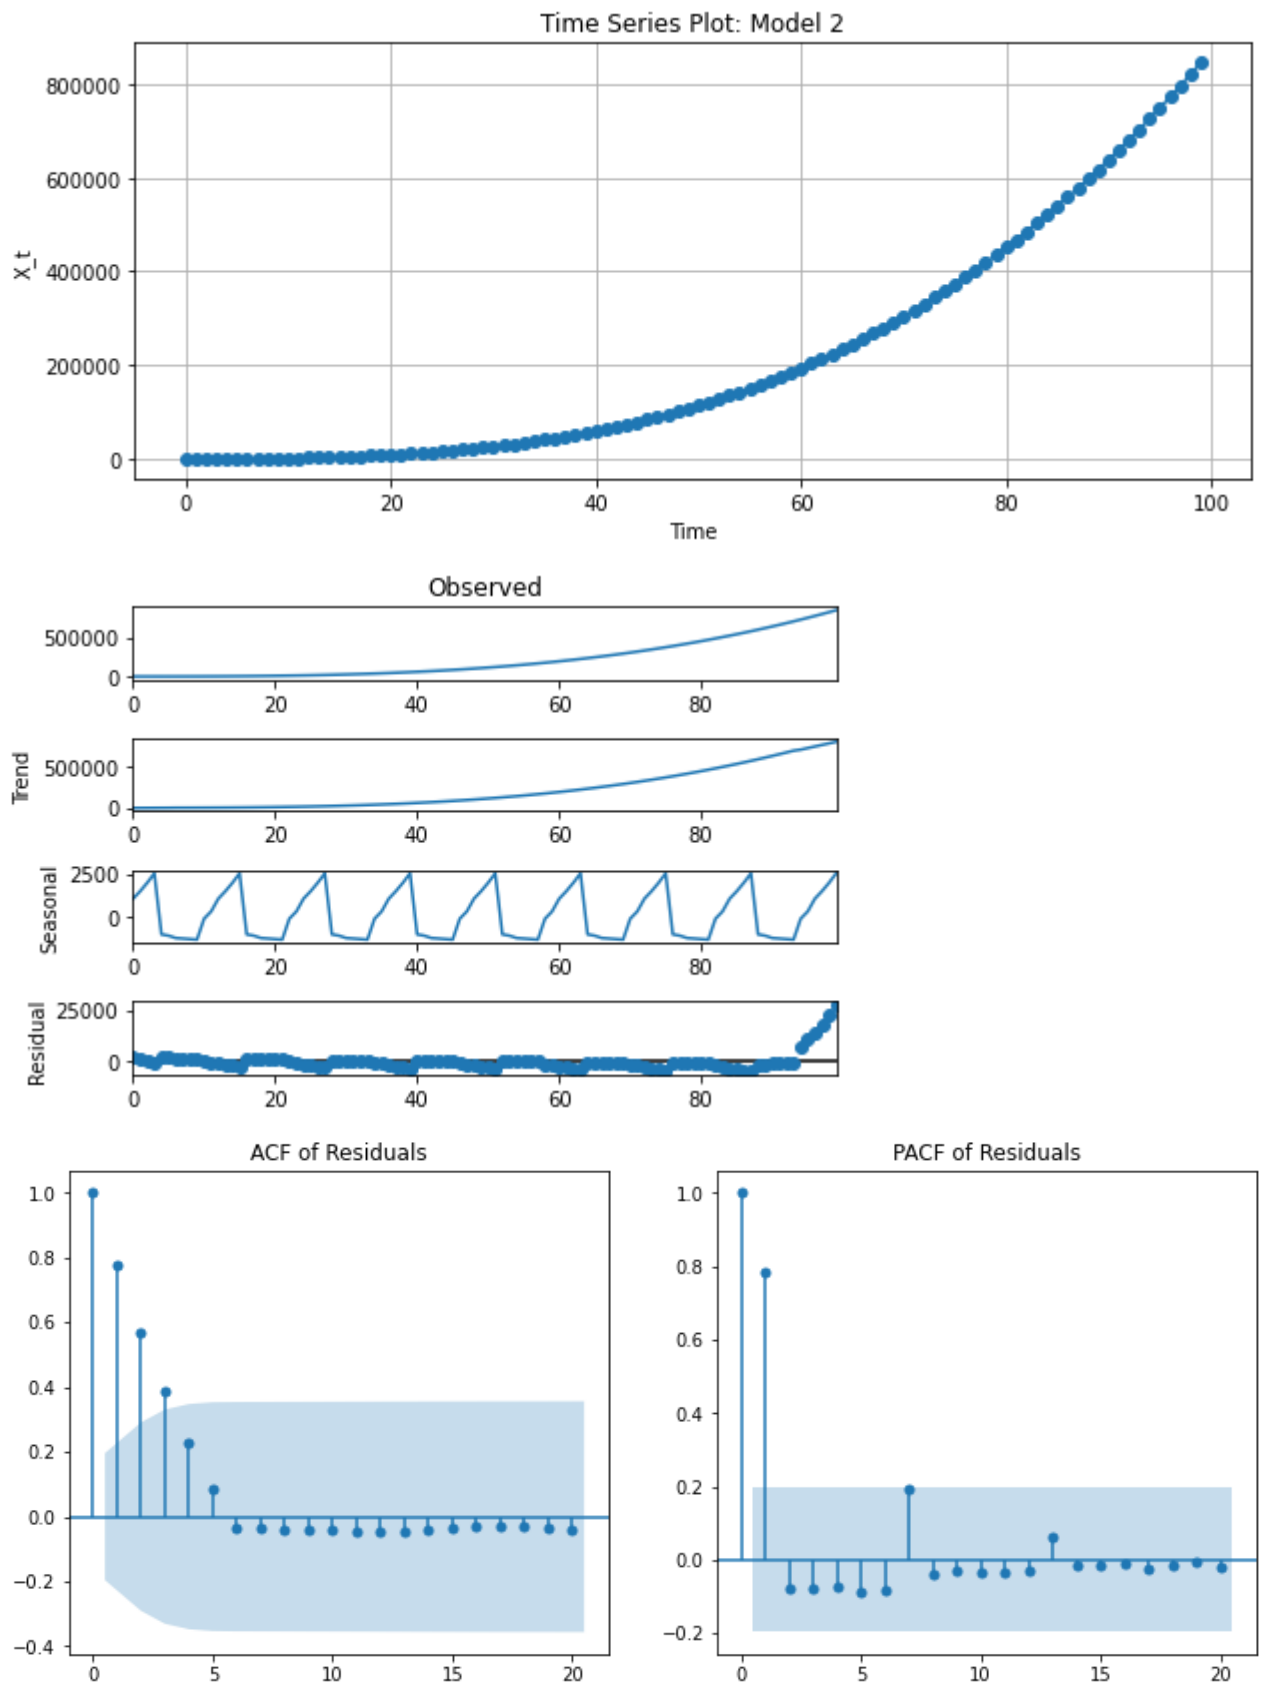 Time Series Plot: Model 2
X_t
800000
600000
400000
200000
0
0 20 40 60 80 100
Time
Observed
500000
0
0 20 40 60 80
Trend
500000
0
0 20 40 60 80
Seasonal
2500
0
0 20 40 60 80
Residual
25000
0
0 20 40 60 80
ACF of Residuals
1.0
0.8
0.6
0.4
0.2
0.0
−0.2
−0.4
0 5 10 15 20
PACF of Residuals
1.0
0.8
0.6
0.4
0.2
0.0
−0.2
0 5 10 15 20